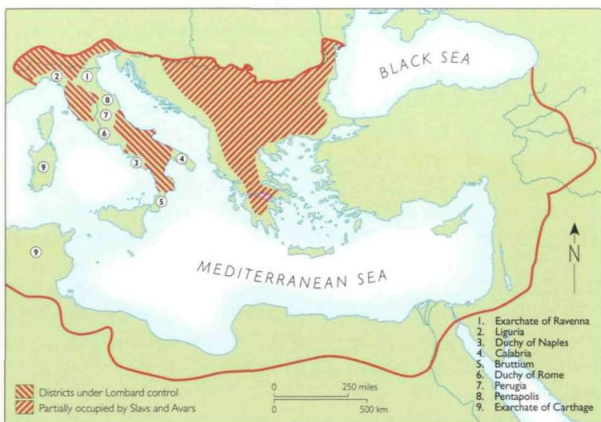 BLACK SEA
2
1
8
7
6
9
3
4
5
9
MEDITERRANEAN SEA
N
1. Exarchate of Ravenna
2. Liguria
3. Duchy of Naples
4. Calabria
5. Bruttium
6. Duchy of Rome
7. Perugia
8. Pentapolis
9. Exarchate of Carthage
Districts under Lombard control
Partially occupied by Slavs and Avars
0 250 miles
0 500 km